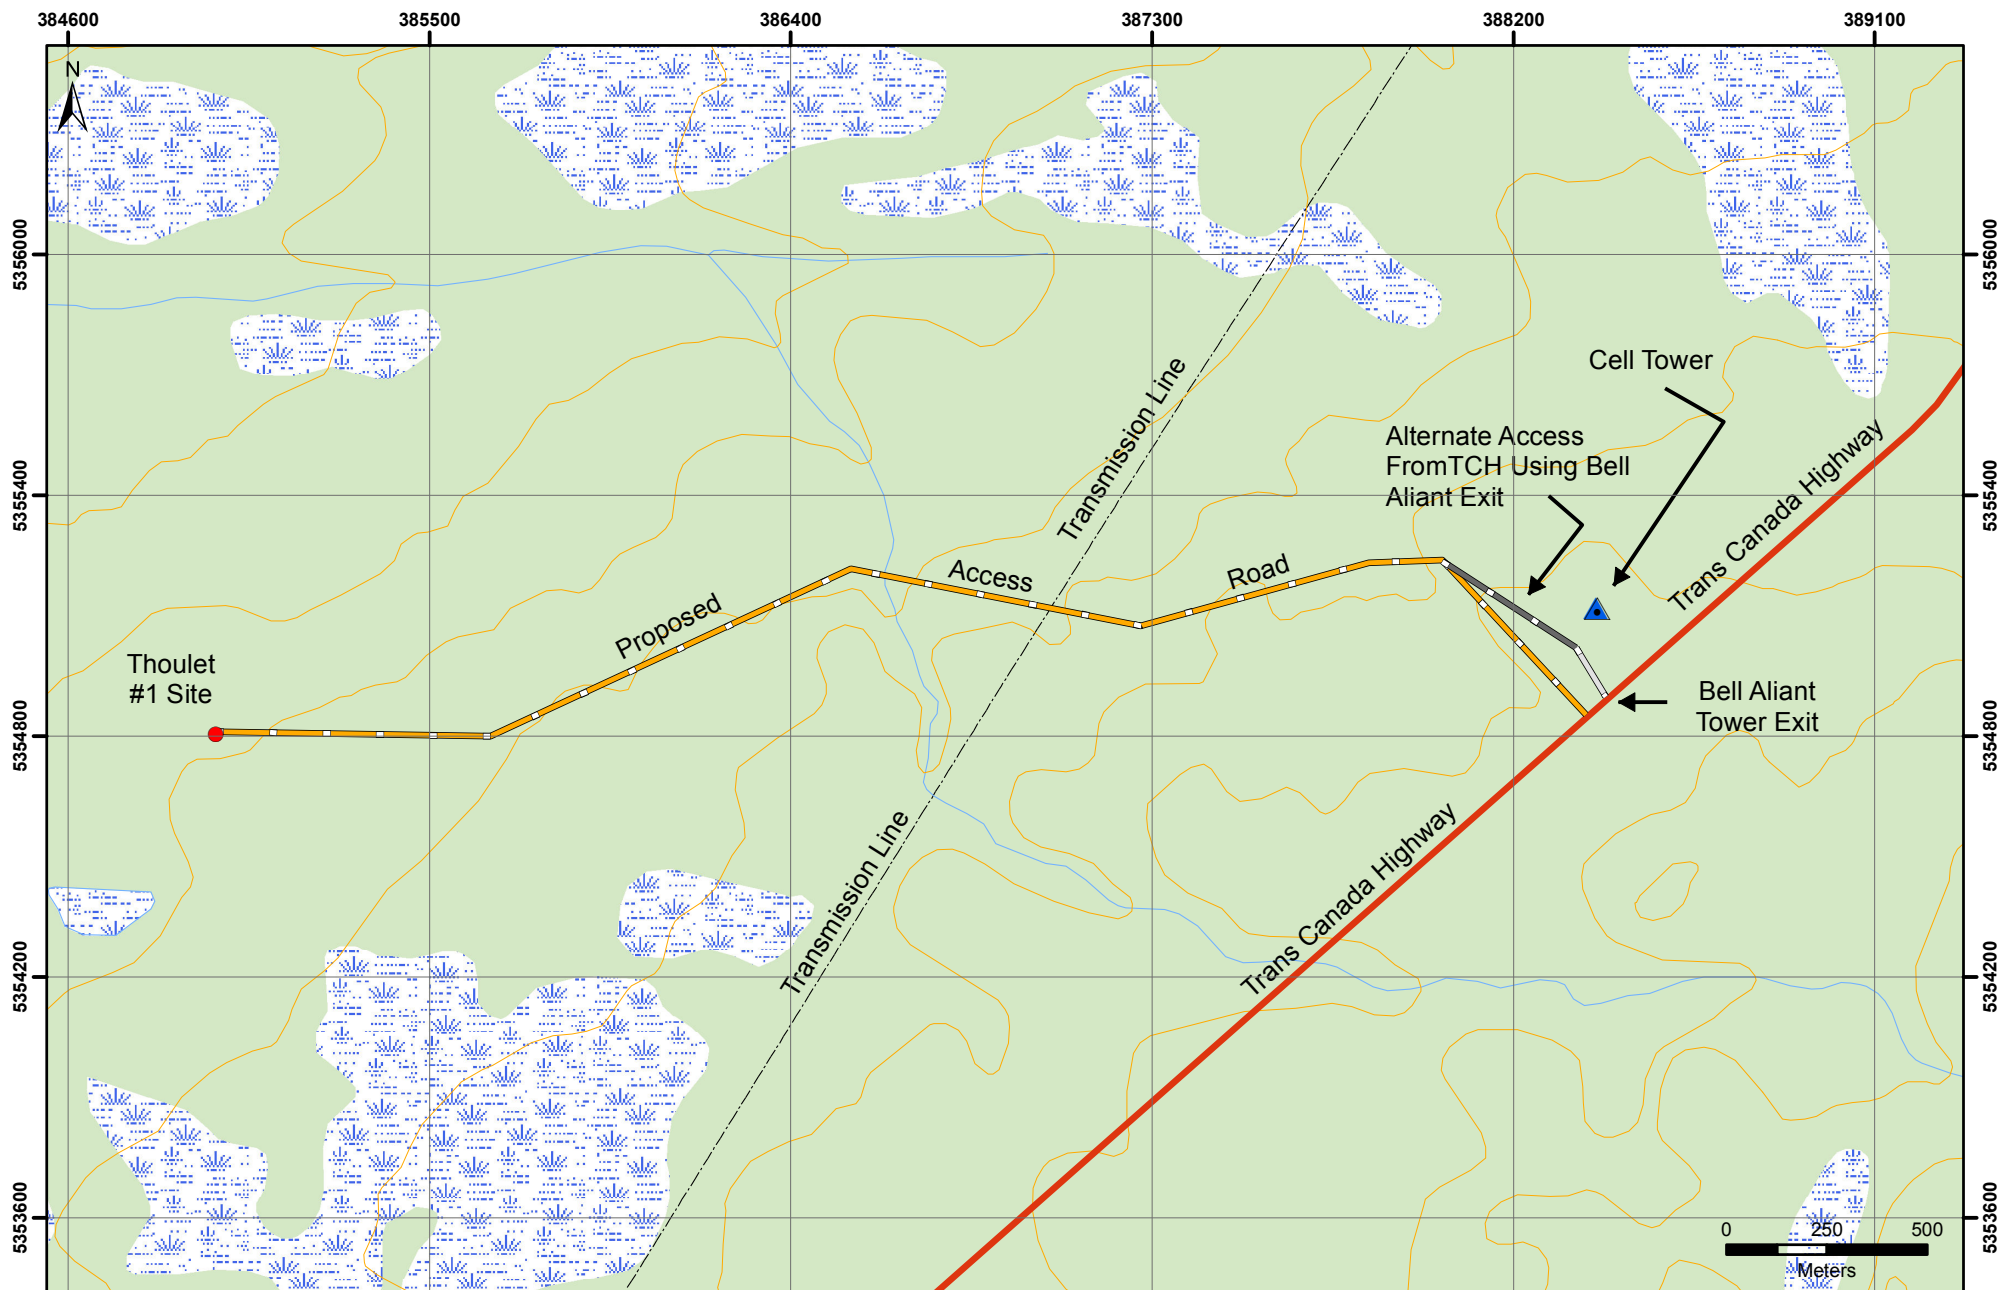 384600
385500
386400
387300
388200
389100
N
5356000
5356000
Cell Tower
Transmission Line
Alternate Access
FromTCH Using Bell
Aliant Exit
Trans Canada Highway
5355400
5355400
Access
Road
Proposed
Thoulet
#1 Site
Bell Aliant
Tower Exit
5354800
5354800
Transmission Line
Trans Canada Highway
5354200
5354200
5353600
5353600
0 250 500
Meters